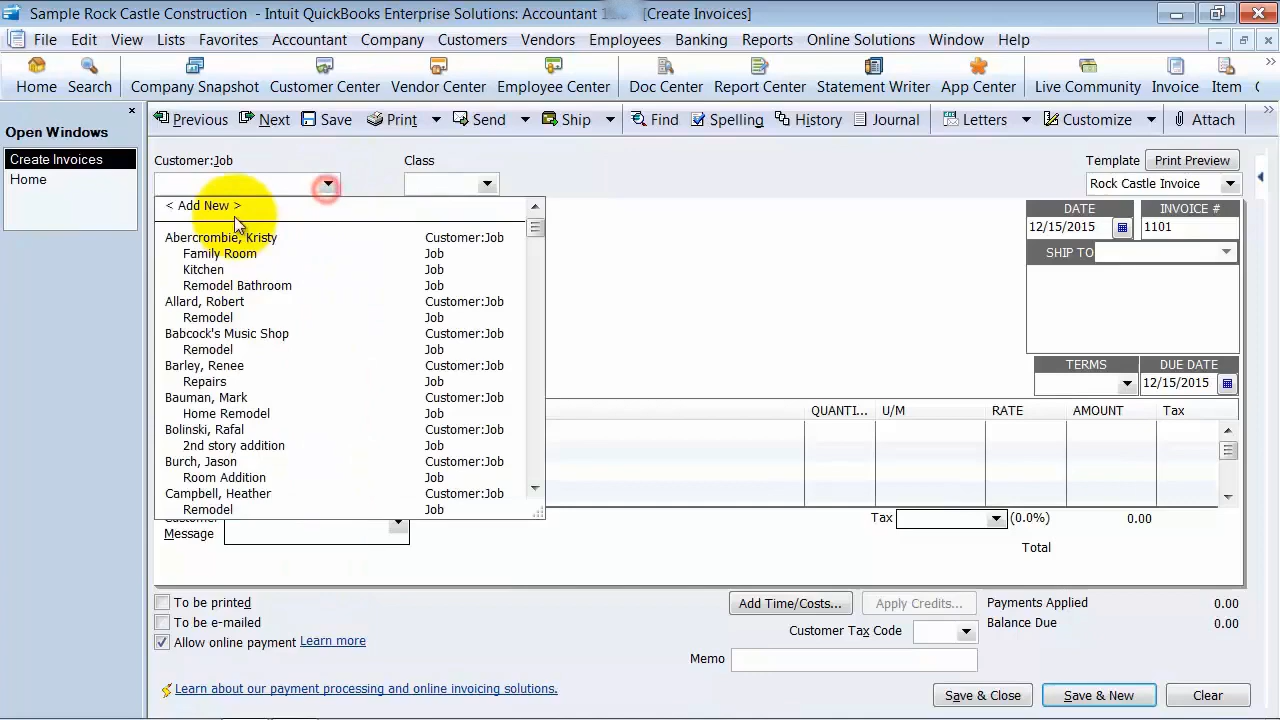 Sample Rock Castle Construction - Intuit QuickBooks Enterprise Solutions: Accountant [Create Invoices]
File Edit View Lists Favorites Accountant Company Customers Vendors Employees Banking Reports Online Solutions Window Help
Home Search Company Snapshot Customer Center Vendor Center Employee Center Doc Center Report Center Statement Writer App Center Live Community Invoice Item
Open Windows
Create Invoices
Home
Previous Next Save Print Send Ship Find Spelling History Journal Letters Customize Attach
Customer:Job Class Template Print Preview
Rock Castle Invoice
< Add New >
Abercrombie, Kristy Customer:Job
Family Room Job
Kitchen Job
Remodel Bathroom Job
Allard, Robert Customer:Job
Remodel Job
Babcock's Music Shop Customer:Job
Remodel Job
Barley, Renee Customer:Job
Repairs Job
Bauman, Mark Customer:Job
Home Remodel Job
Bolinski, Rafal Customer:Job
2nd story addition Job
Burch, Jason Customer:Job
Room Addition Job
Campbell, Heather Customer:Job
Remodel Job
DATE INVOICE #
12/15/2015 1101
SHIP TO
TERMS DUE DATE
12/15/2015
QUANTI... U/M RATE AMOUNT Tax
Customer
Message
Tax (0.0%) 0.00
Total
To be printed
To be e-mailed
Allow online payment Learn more
Add Time/Costs... Apply Credits... Payments Applied 0.00
Customer Tax Code Balance Due 0.00
Memo
Learn about our payment processing and online invoicing solutions.
Save & Close Save & New Clear